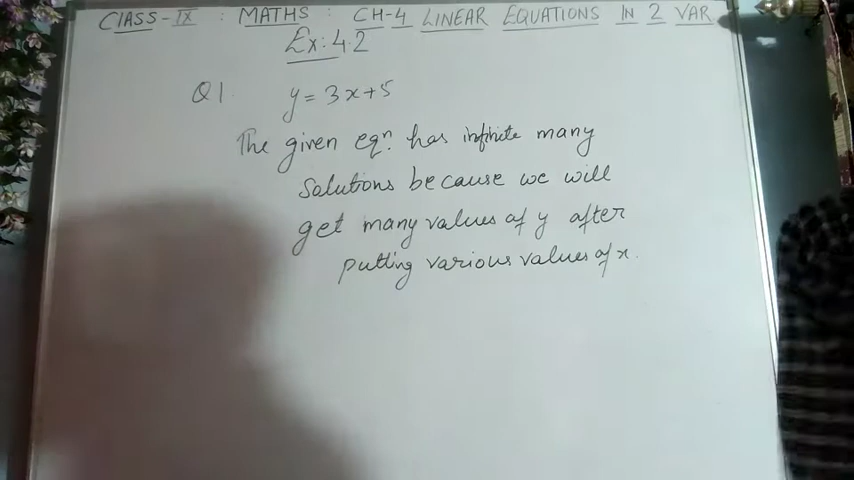 CLASS-IX : MATHS : CH-4 LINEAR EQUATIONS IN 2 VAR.
Ex: 4.2
Q1. y = 3x+5
The given eqn. has infinite many
solutions because we will
get many values of y after
putting various values of x.